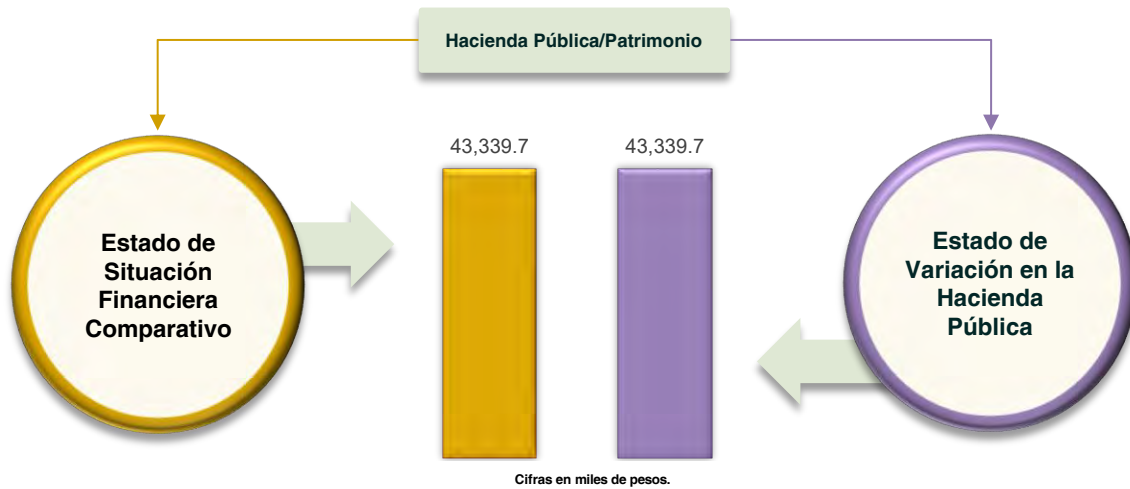 Hacienda Pública/Patrimonio
43,339.7
43,339.7
Estado de
Situación
Financiera
Comparativo
Estado de
Variación en la
Hacienda
Pública
Cifras en miles de pesos.